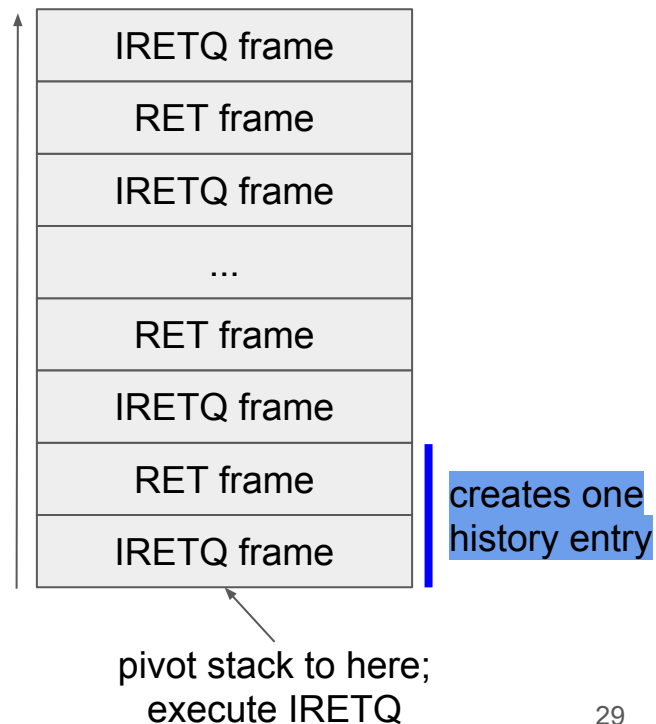 IRETQ frame
RET frame
IRETQ frame
...
RET frame
IRETQ frame
RET frame
IRETQ frame
creates one
history entry
pivot stack to here;
execute IRETQ
29